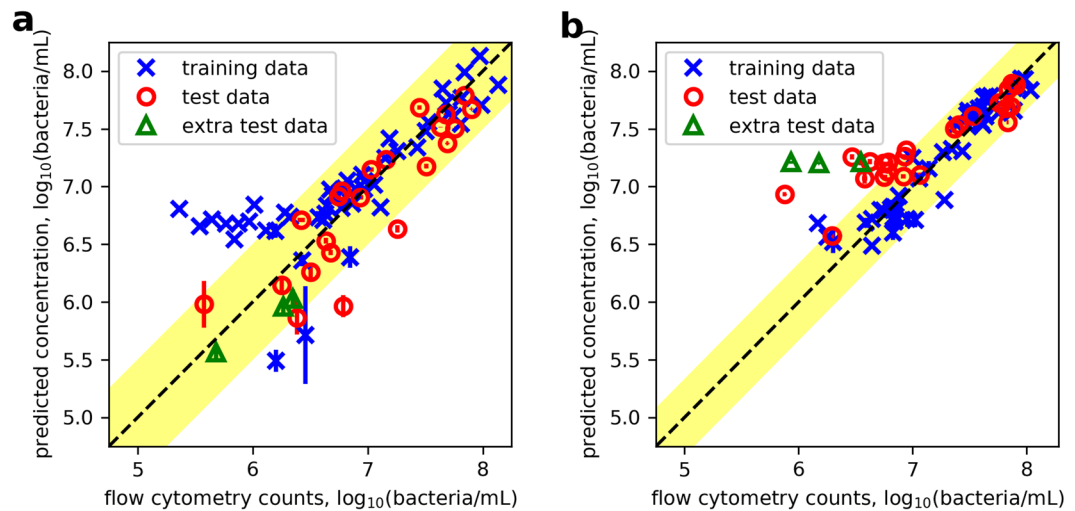 a
predicted concentration, log₁₀(bacteria/mL)
8.0
7.5
7.0
6.5
6.0
5.5
5.0
training data
test data
extra test data
5 6 7 8
flow cytometry counts, log₁₀(bacteria/mL)
b
predicted concentration, log₁₀(bacteria/mL)
8.0
7.5
7.0
6.5
6.0
5.5
5.0
training data
test data
extra test data
5 6 7 8
flow cytometry counts, log₁₀(bacteria/mL)